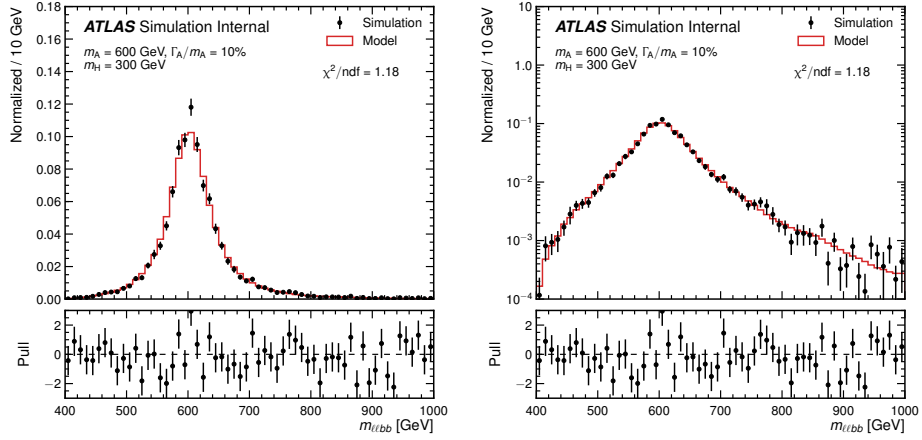 ATLAS Simulation Internal
m_A = 600 GeV, Γ_A/m_A = 10%
m_H = 300 GeV
Simulation
Model
χ²/ndf = 1.18
Normalized / 10 GeV
0.18
0.16
0.14
0.12
0.10
0.08
0.06
0.04
0.02
0.00
Pull
2
0
−2
400 500 600 700 800 900 1000
m_ℓℓbb [GeV]
ATLAS Simulation Internal
m_A = 600 GeV, Γ_A/m_A = 10%
m_H = 300 GeV
Simulation
Model
χ²/ndf = 1.18
Normalized / 10 GeV
10¹
10⁰
10⁻¹
10⁻²
10⁻³
10⁻⁴
Pull
2
0
−2
400 500 600 700 800 900 1000
m_ℓℓbb [GeV]